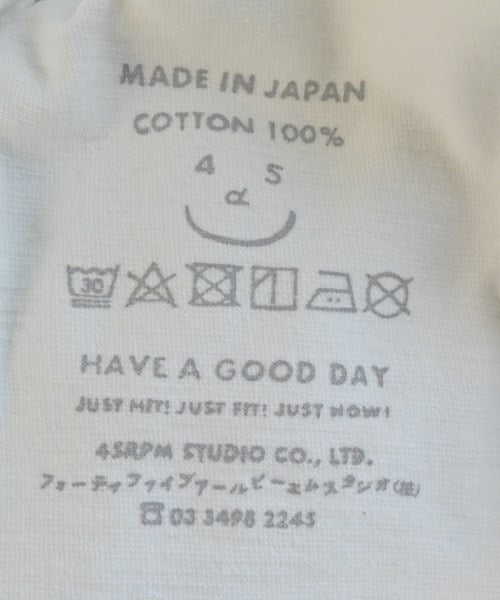 MADE IN JAPAN
COTTON 100%
4 5
α
30
HAVE A GOOD DAY
JUST HIT! JUST FIT! JUST NOW!
45RPM STUDIO CO., LTD.
フォーティファイブアールピーエムスタジオ(株)
☎03 3498 2245